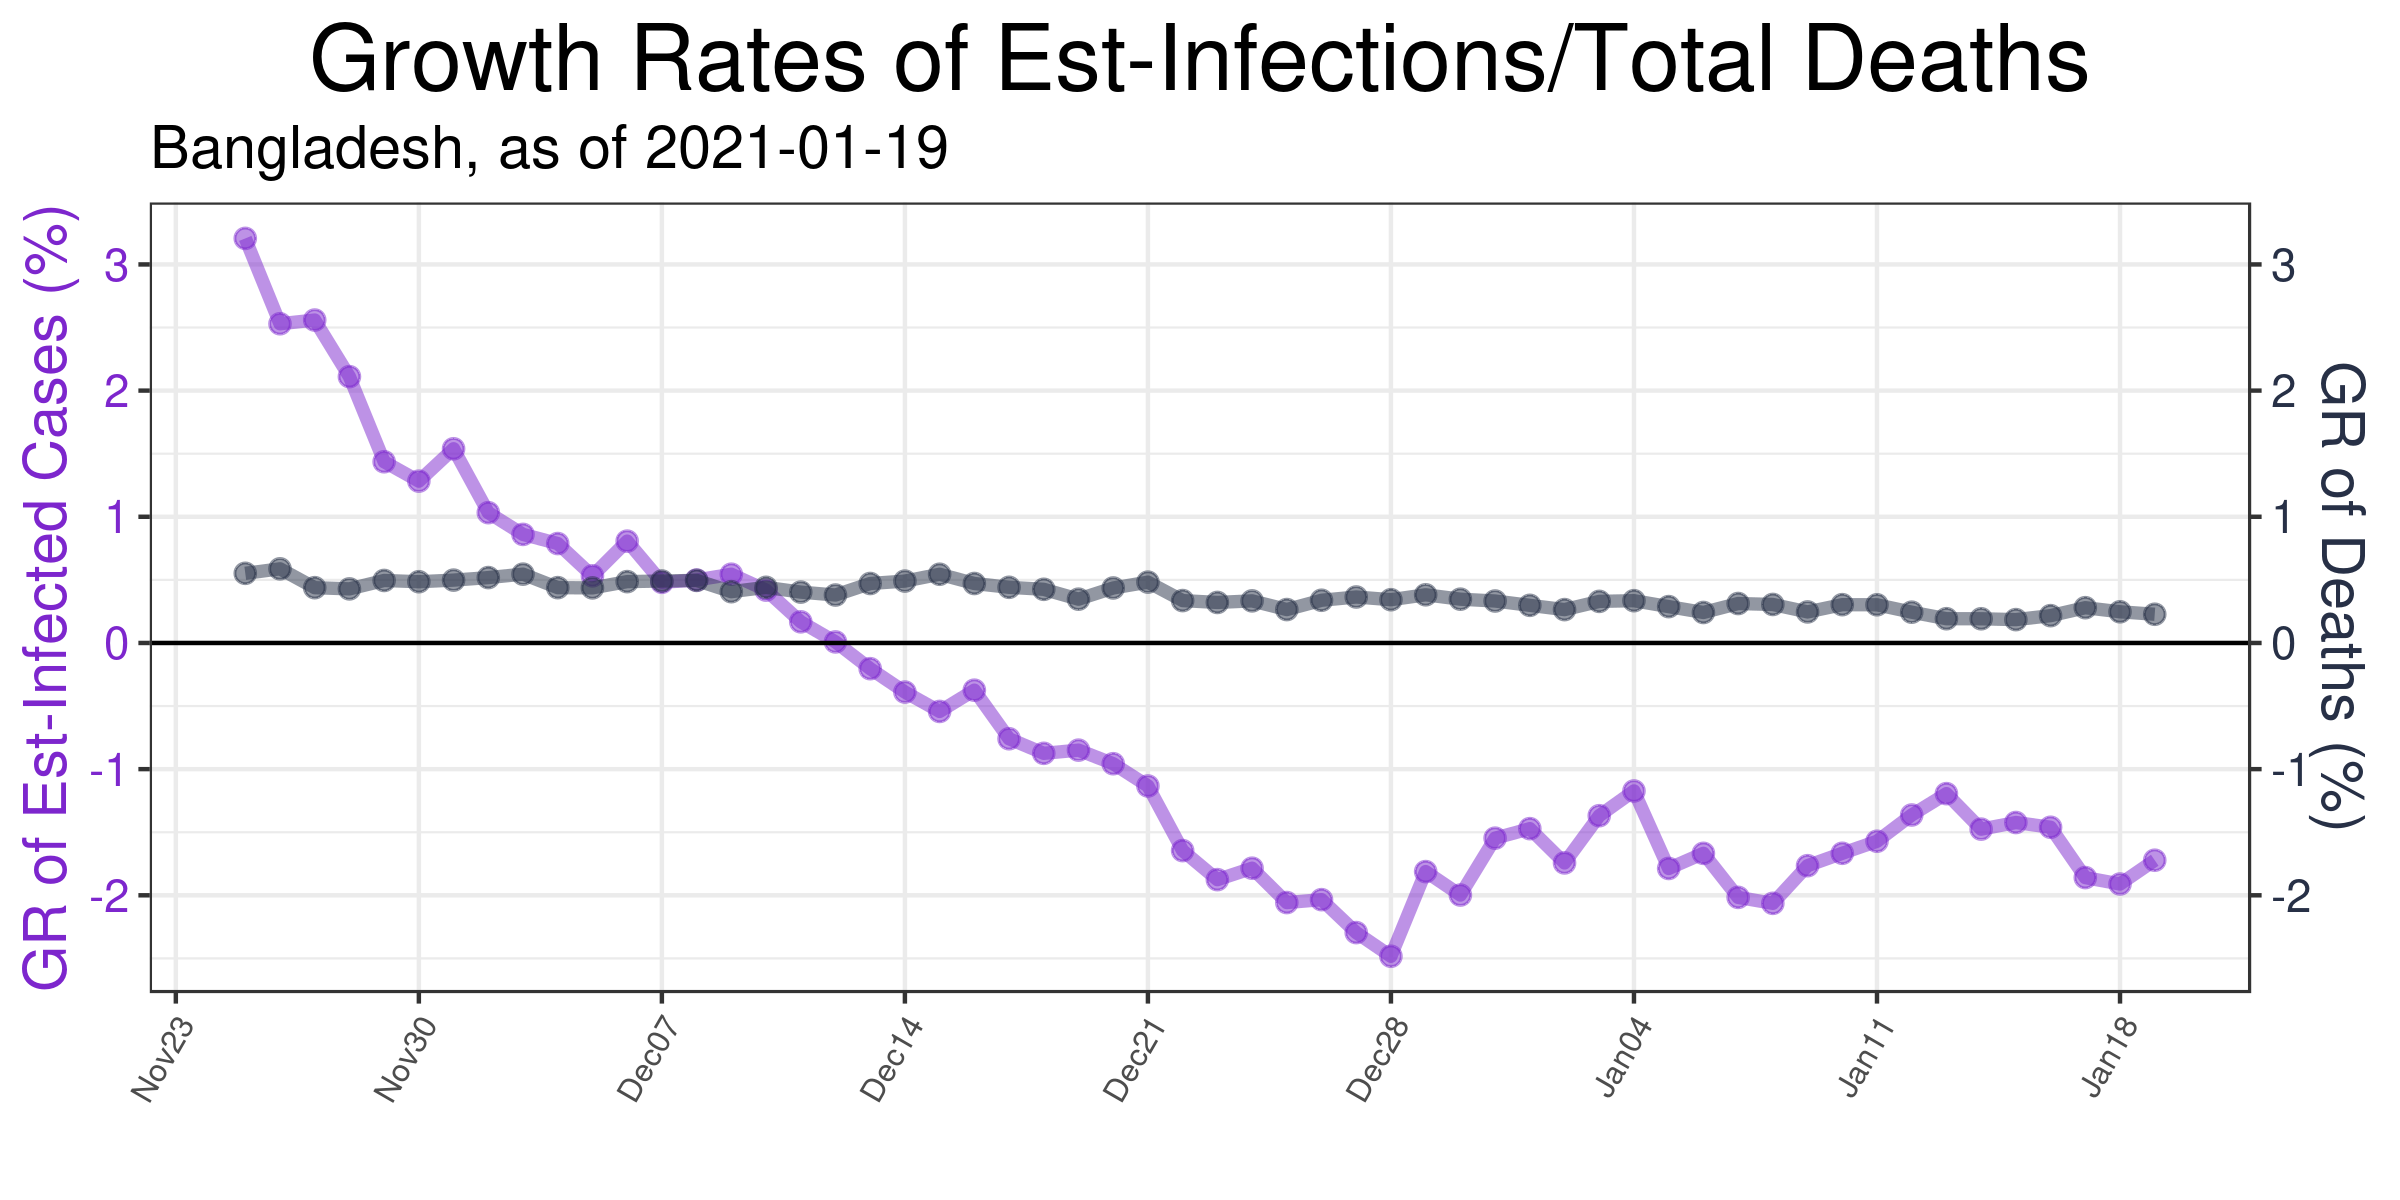 Growth Rates of Est-Infections/Total Deaths
Bangladesh, as of 2021-01-19
GR of Est-Infected Cases (%)
3
2
1
0
-1
-2
3
2
1
0
-1
-2
GR of Deaths (%)
Nov23
Nov30
Dec07
Dec14
Dec21
Dec28
Jan04
Jan11
Jan18